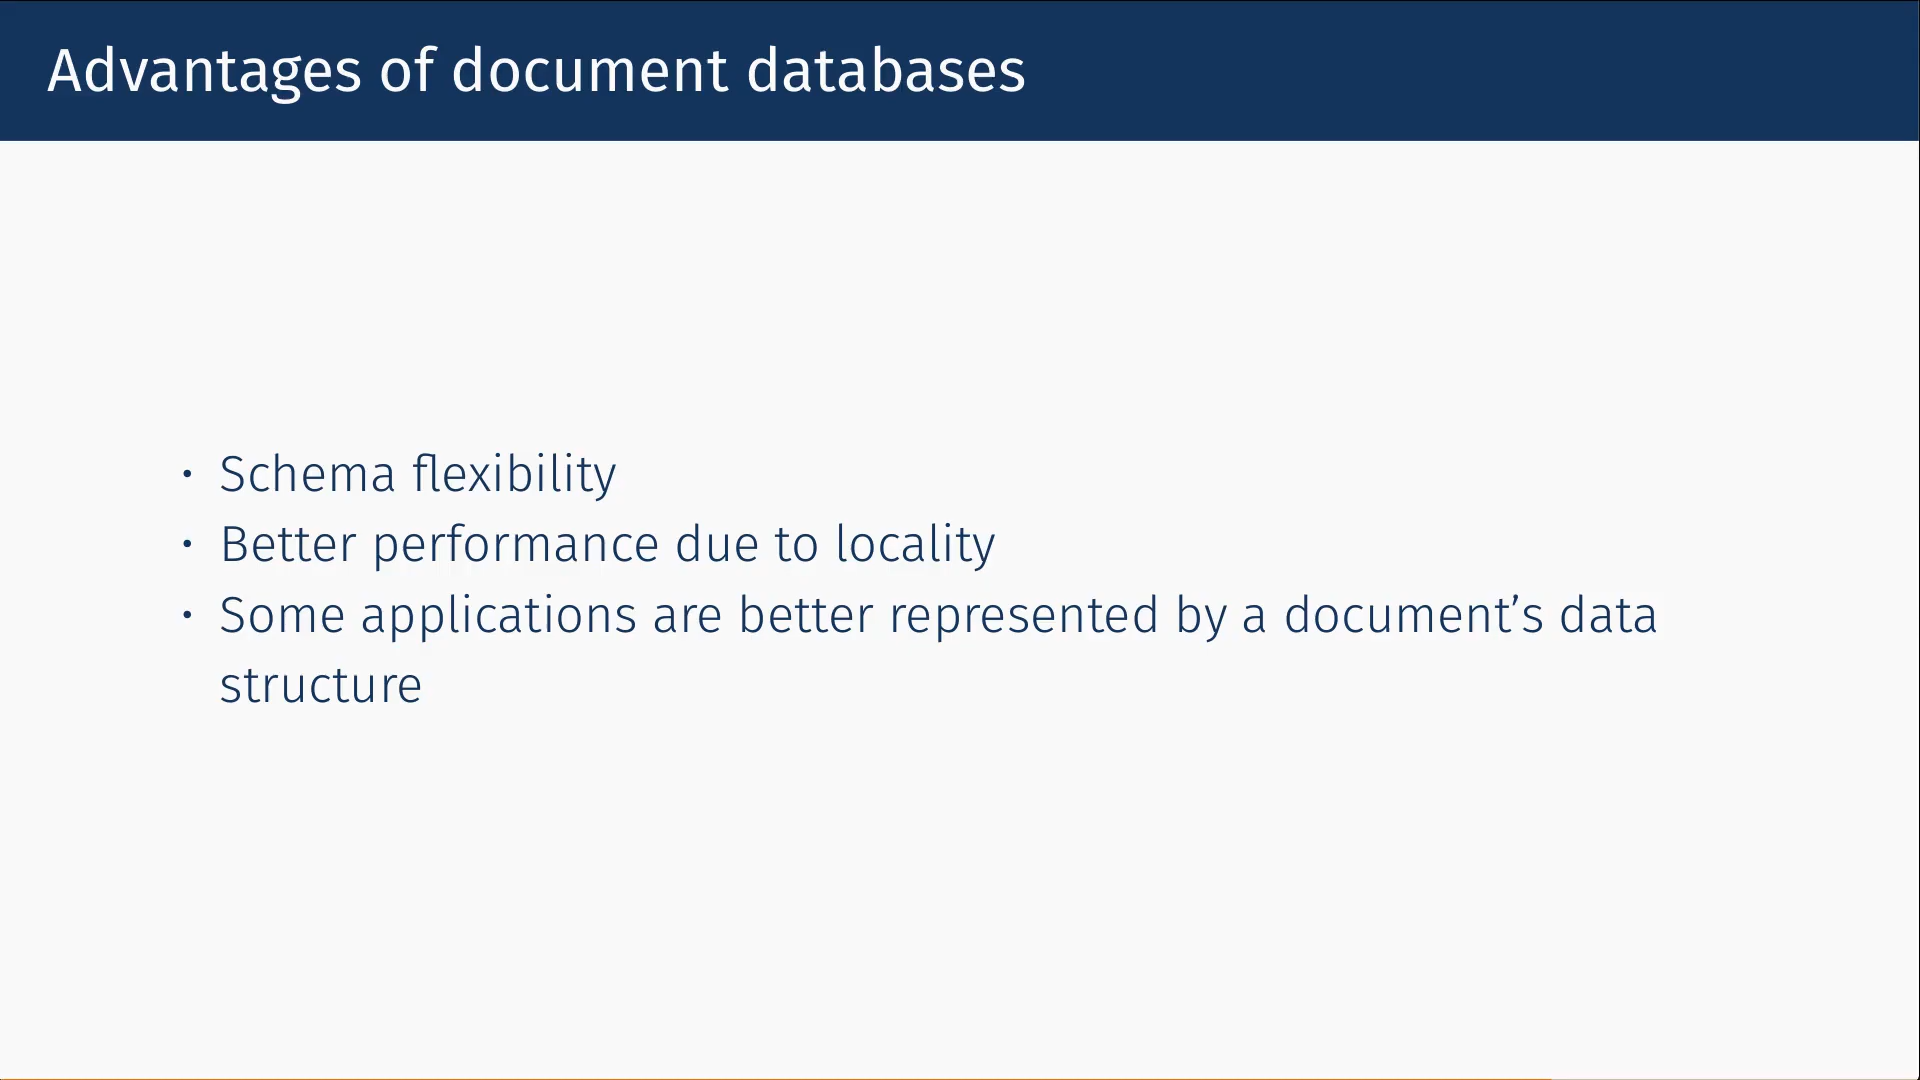 Advantages of document databases
• Schema flexibility
• Better performance due to locality
• Some applications are better represented by a document’s data
structure